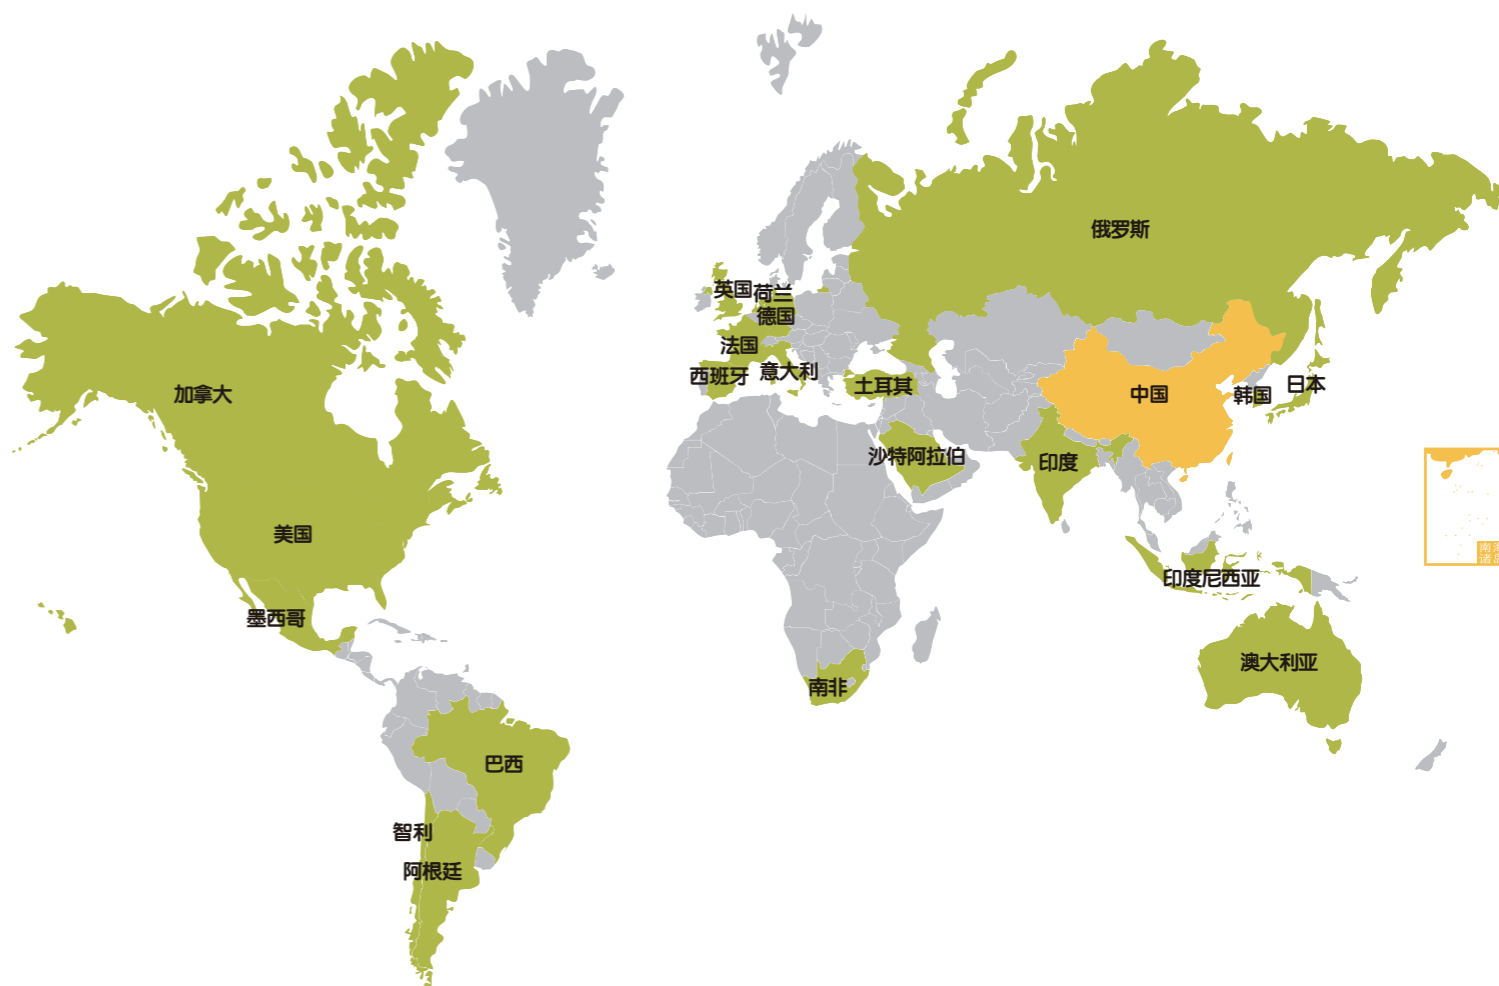 俄罗斯
英国
荷兰
德国
法国
西班牙
意大利
土耳其
加拿大
中国
韩国
日本
沙特阿拉伯
印度
美国
印度尼西亚
墨西哥
澳大利亚
南非
巴西
智利
阿根廷
南
诸